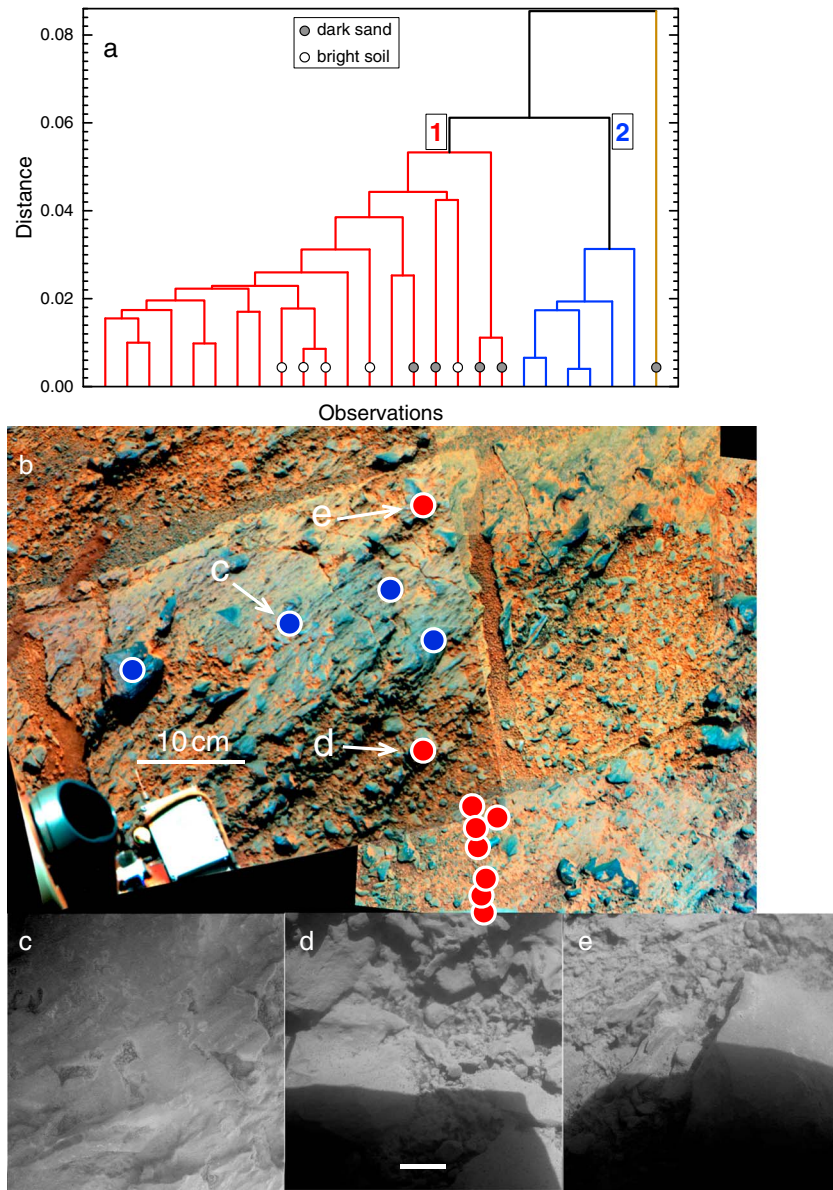 0.08
a
dark sand
bright soil
0.06
1
2
Distance
0.04
0.02
0.00
Observations
b
e
c
10 cm
d
c
d
e